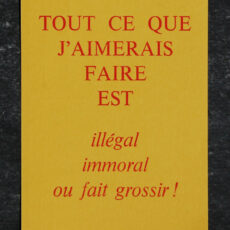 TOUT CE QUE
J'AIMERAIS
FAIRE
EST
illégal
immoral
ou fait grossir !